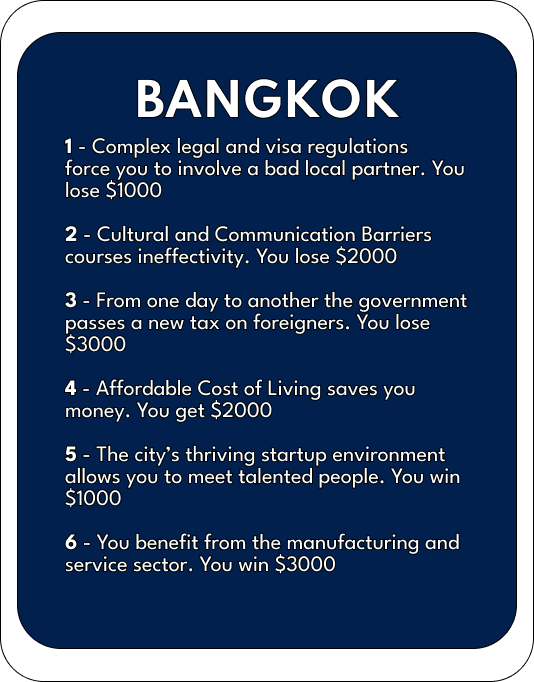 BANGKOK
1 - Complex legal and visa regulations
force you to involve a bad local partner. You
lose $1000
2 - Cultural and Communication Barriers
courses ineffectivity. You lose $2000
3 - From one day to another the government
passes a new tax on foreigners. You lose
$3000
4 - Affordable Cost of Living saves you
money. You get $2000
5 - The city’s thriving startup environment
allows you to meet talented people. You win
$1000
6 - You benefit from the manufacturing and
service sector. You win $3000